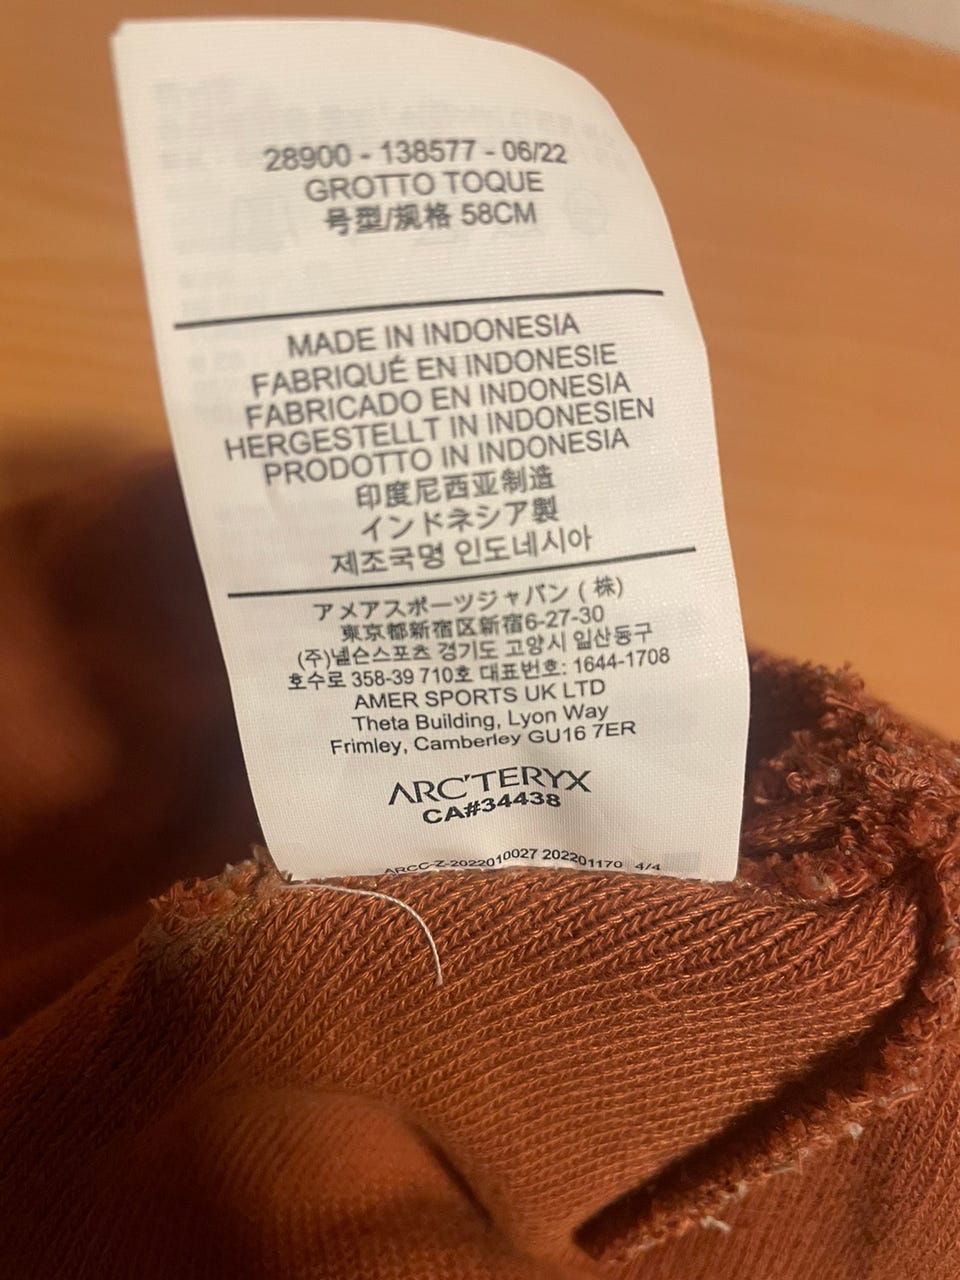 28900 - 138577 - 06/22
GROTTO TOQUE
号型/规格 58CM
MADE IN INDONESIA
FABRIQUÉ EN INDONESIE
FABRICADO EN INDONESIA
HERGESTELLT IN INDONESIEN
PRODOTTO IN INDONESIA
印度尼西亚制造
インドネシア製
제조국명 인도네시아
アメアスポーツジャパン (株)
東京都新宿区新宿6-27-30
(주)넬슨스포츠 경기도 고양시 일산동구
호수로 358-39 710호 대표번호: 1644-1708
AMER SPORTS UK LTD
Theta Building, Lyon Way
Frimley, Camberley GU16 7ER
ARC'TERYX
CA#34438
ARCC-Z-2022010027 202201170 4/4